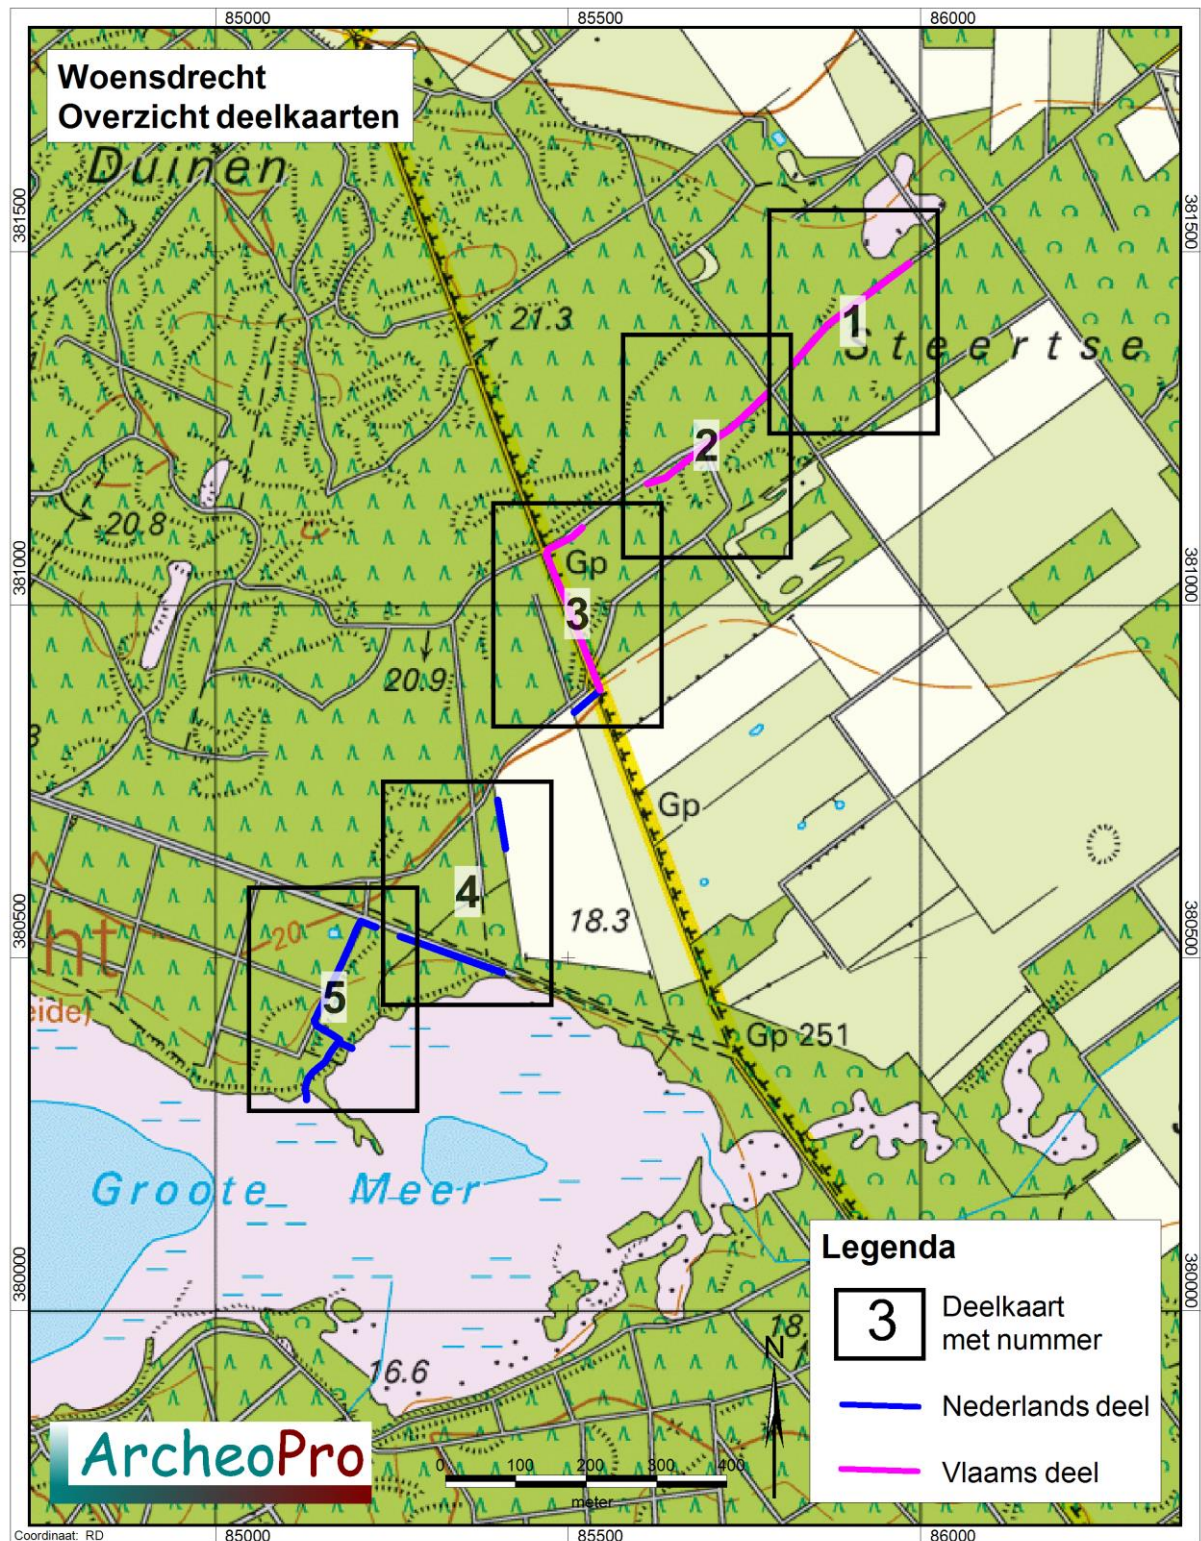 85000
85500
86000
Woensdrecht
Overzicht deelkaarten
Duinen
381500
381500
21.3
1
Steertse
2
20.8
Gp
381000
381000
3
20.9
Gp
4
18.3
380500
380500
20
ht
5
eide)
Gp 251
Groote Meer
380000
380000
Legenda
3
Deelkaart
met nummer
18.
N
16.6
Nederlands deel
ArcheoPro
0 100 200 300 400
meter
Vlaams deel
Coordinaat: RD
85000
85500
86000